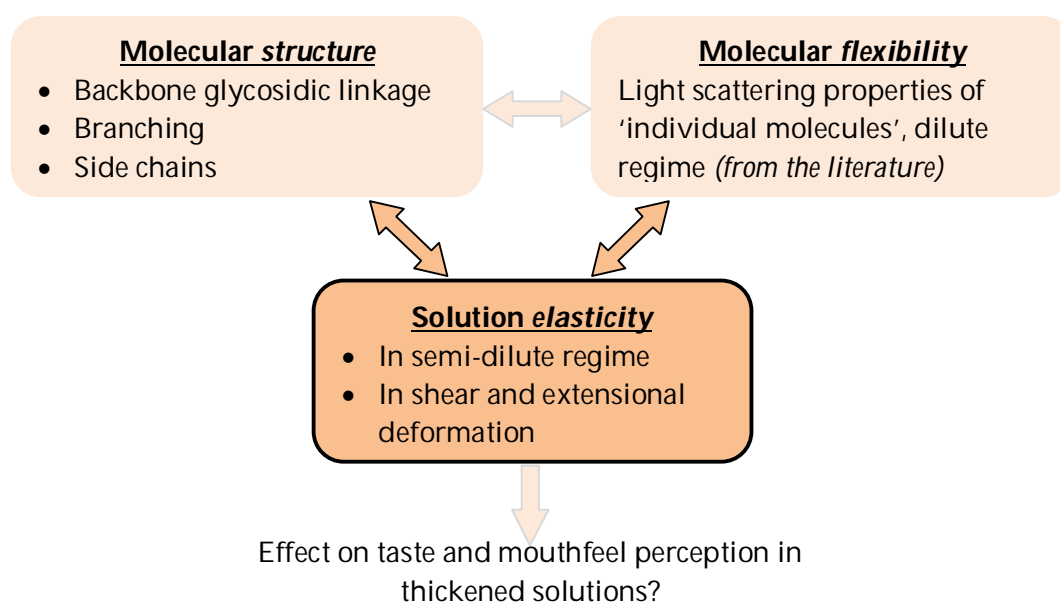 Molecular structure
• Backbone glycosidic linkage
• Branching
• Side chains
Molecular flexibility
Light scattering properties of
‘individual molecules’, dilute
regime (from the literature)
Solution elasticity
• In semi-dilute regime
• In shear and extensional
deformation
Effect on taste and mouthfeel perception in
thickened solutions?